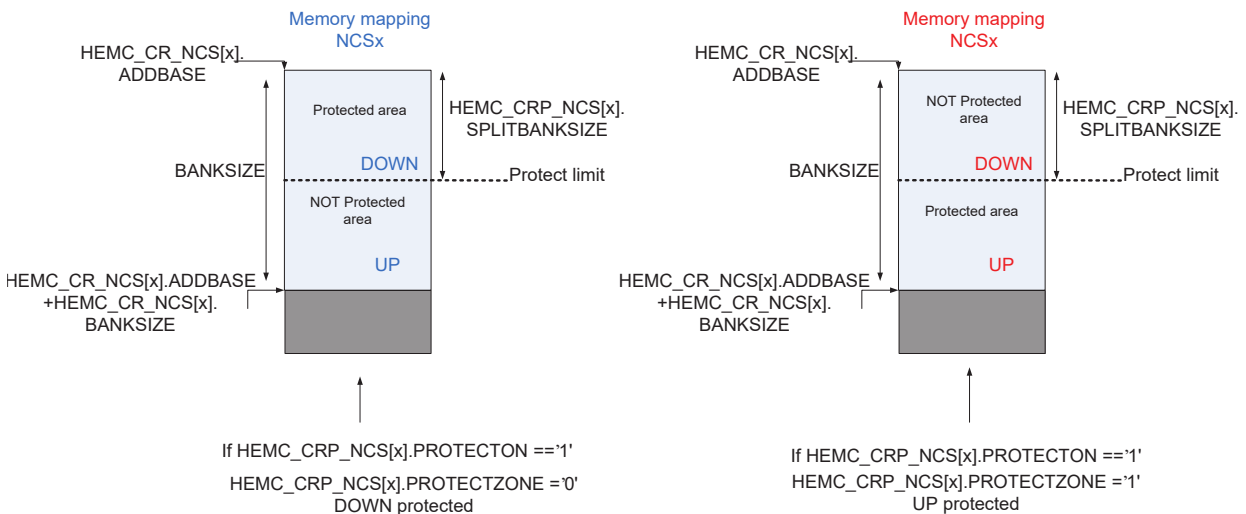 Memory mapping
NCSx
HEMC_CR_NCS[x].
ADDBASE
Protected area
HEMC_CRP_NCS[x].
SPLITBANKSIZE
DOWN
BANKSIZE
Protect limit
NOT Protected
area
UP
HEMC_CR_NCS[x].ADDBASE
+HEMC_CR_NCS[x].
BANKSIZE
If HEMC_CRP_NCS[x].PROTECTON =='1'
HEMC_CRP_NCS[x].PROTECTZONE ='0'
DOWN protected
Memory mapping
NCSx
HEMC_CR_NCS[x].
ADDBASE
NOT Protected
area
HEMC_CRP_NCS[x].
SPLITBANKSIZE
DOWN
BANKSIZE
Protect limit
Protected area
UP
HEMC_CR_NCS[x].ADDBASE
+HEMC_CR_NCS[x].
BANKSIZE
If HEMC_CRP_NCS[x].PROTECTON =='1'
HEMC_CRP_NCS[x].PROTECTZONE ='1'
UP protected